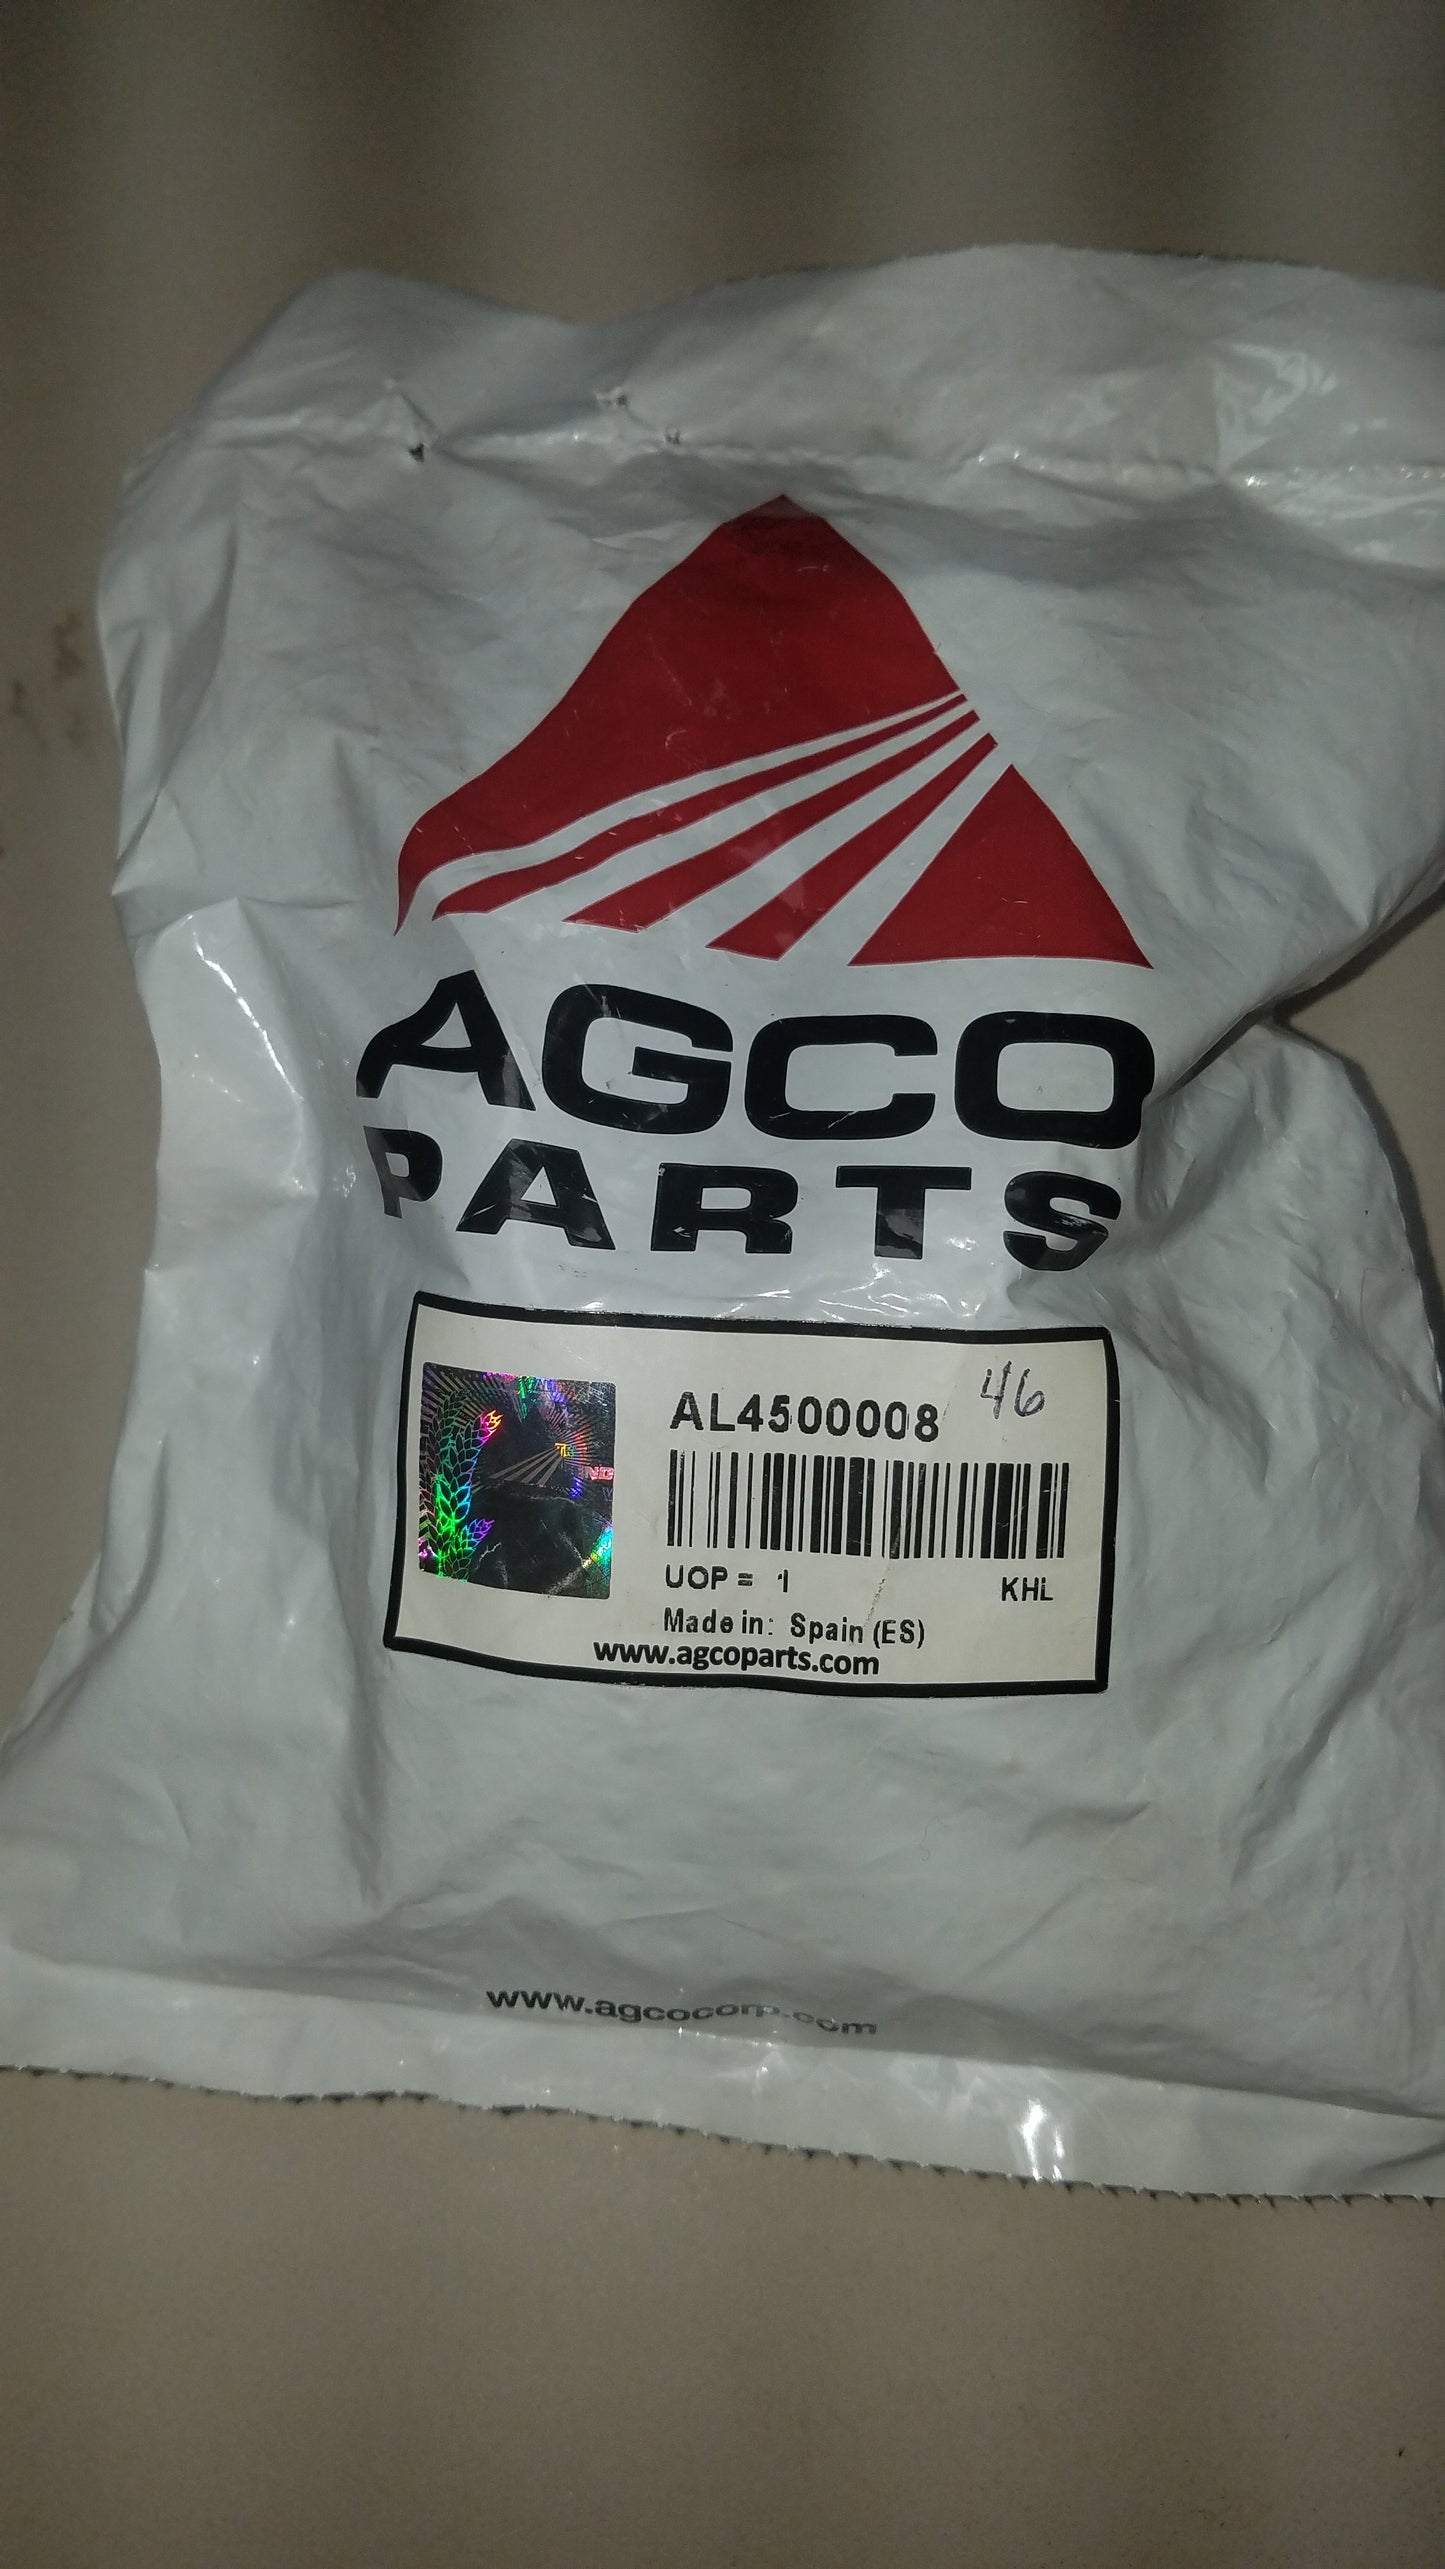 AGCO
PARTS
AL4500008
46
UOP = 1
KHL
Made in: Spain (ES)
www.agcoparts.com
www.agcocorp.com